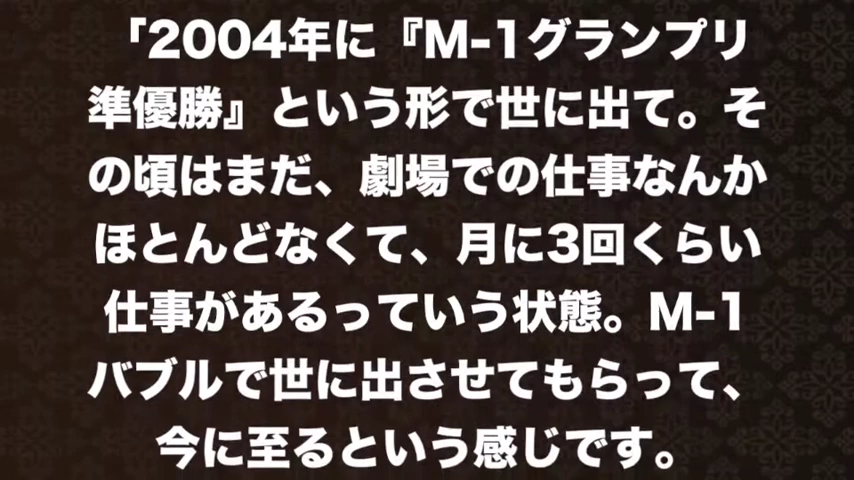 「2004年に『M-1グランプリ
準優勝』という形で世に出て。そ
の頃はまだ、劇場での仕事なんか
ほとんどなくて、月に3回くらい
仕事があるっていう状態。M-1
バブルで世に出させてもらって、
今に至るという感じです。